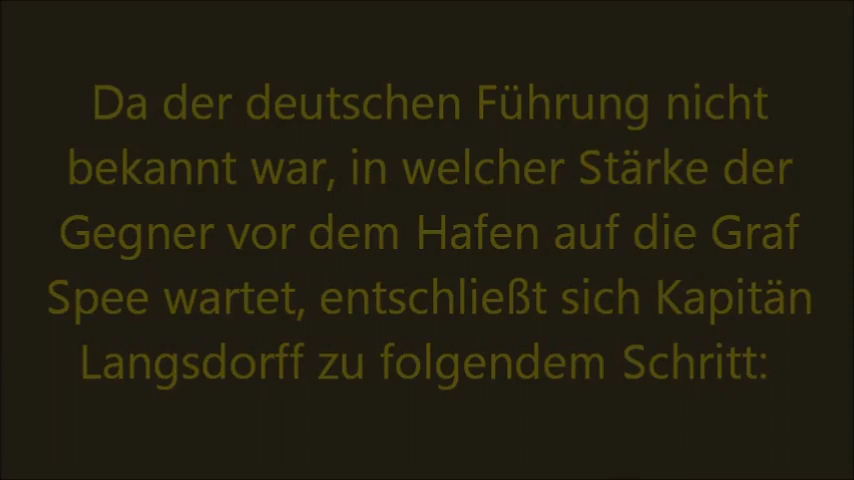 Da der deutschen Führung nicht
bekannt war, in welcher Stärke der
Gegner vor dem Hafen auf die Graf
Spee wartet, entschließt sich Kapitän
Langsdorff zu folgendem Schritt: